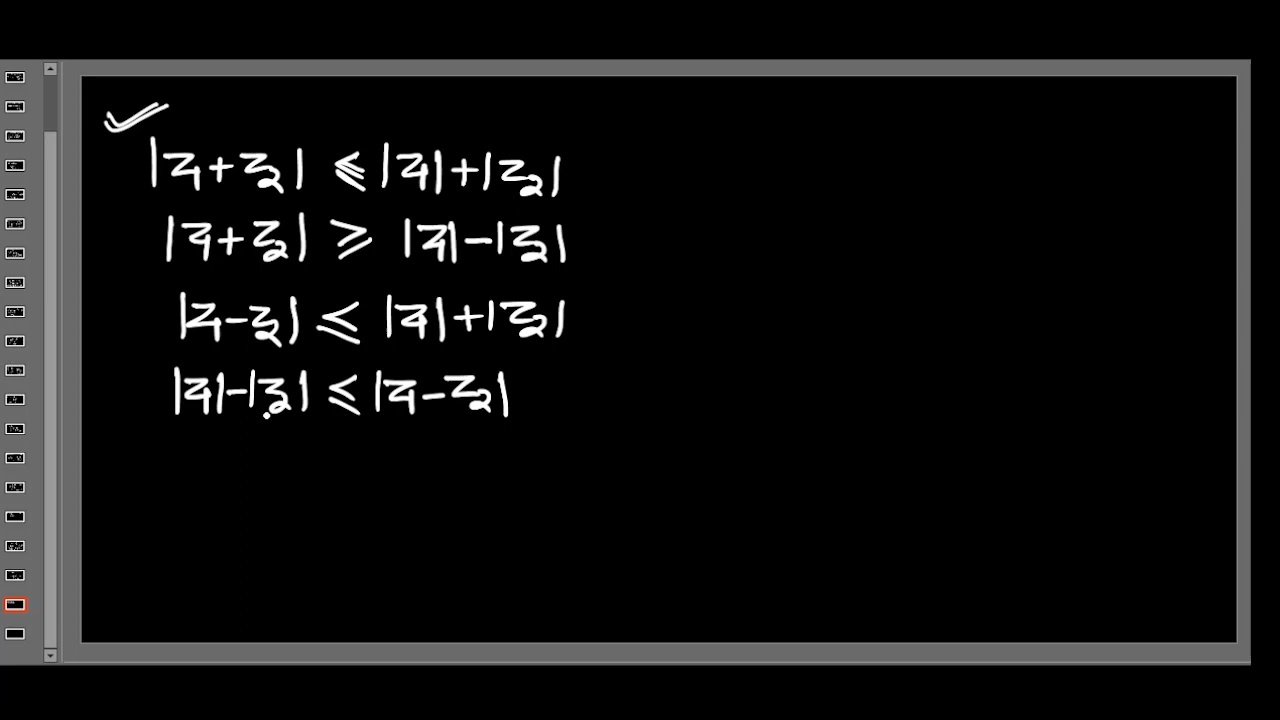 |z₁+z₂| ≤ |z₁|+|z₂|
|z₁+z₂| ≥ |z₁|-|z₂|
|z₁-z₂| ≤ |z₁|+|z₂|
|z₁|-|z₂| ≤ |z₁-z₂|